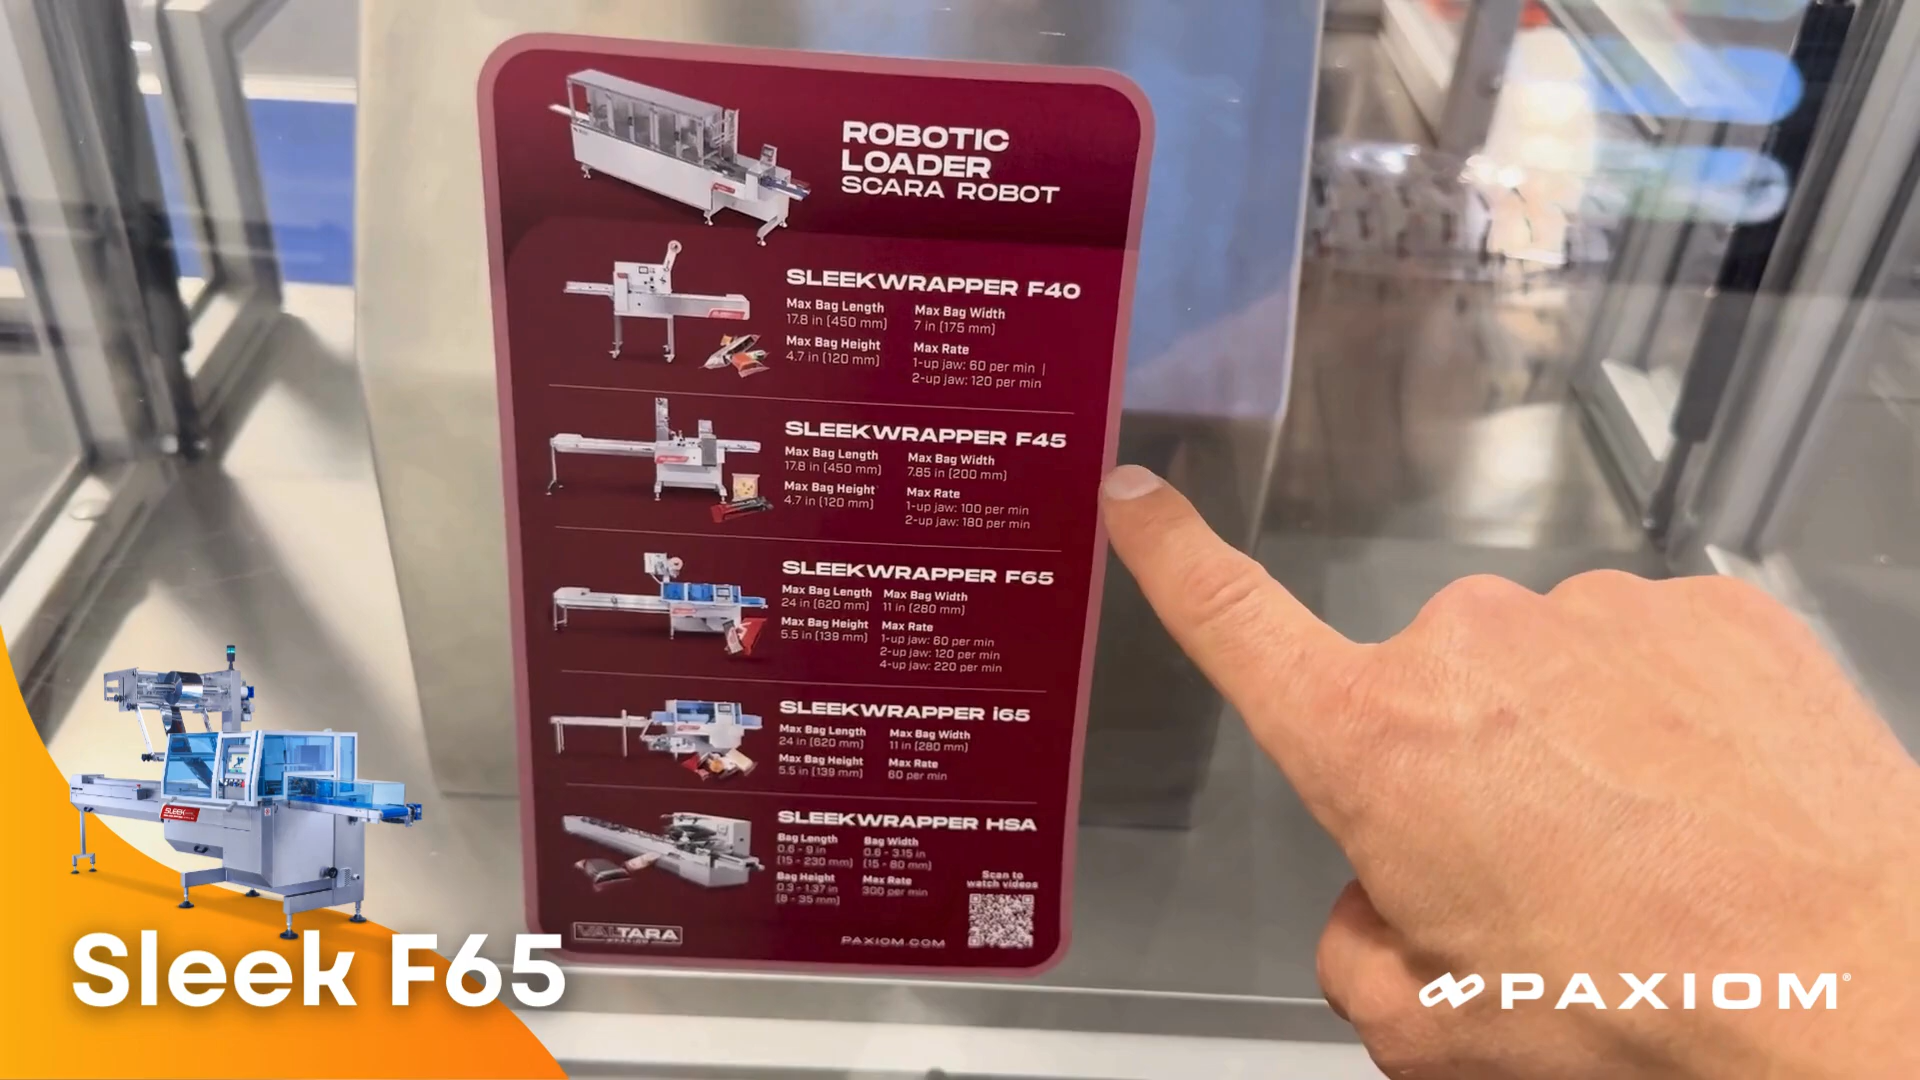 ROBOTIC
LOADER
SCARA ROBOT
SLEEKWRAPPER F40
Max Bag Length
17.8 in (450 mm)
Max Bag Width
7 in (175 mm)
Max Bag Height
4.7 in (120 mm)
Max Rate
1-up jaw: 60 per min |
2-up jaw: 120 per min
SLEEKWRAPPER F45
Max Bag Length
17.8 in (450 mm)
Max Bag Width
7.85 in (200 mm)
Max Bag Height
4.7 in (120 mm)
Max Rate
1-up jaw: 100 per min
2-up jaw: 180 per min
SLEEKWRAPPER F65
Max Bag Length
24 in (620 mm)
Max Bag Width
11 in (280 mm)
Max Bag Height
5.5 in (139 mm)
Max Rate
1-up jaw: 60 per min
2-up jaw: 120 per min
4-up jaw: 220 per min
SLEEKWRAPPER i65
Max Bag Length
24 in (620 mm)
Max Bag Width
11 in (280 mm)
Max Bag Height
5.5 in (139 mm)
Max Rate
60 per min
SLEEKWRAPPER HSA
Bag Length
0.6 - 9 in
(15 - 230 mm)
Bag Width
0.6 - 3.15 in
(15 - 80 mm)
Bag Height
0.3 - 1.37 in
(8 - 35 mm)
Max Rate
300 per min
Scan to
watch videos
VALTARA
PAXIOM.COM
SLEEK
Sleek F65
PAXIOM®